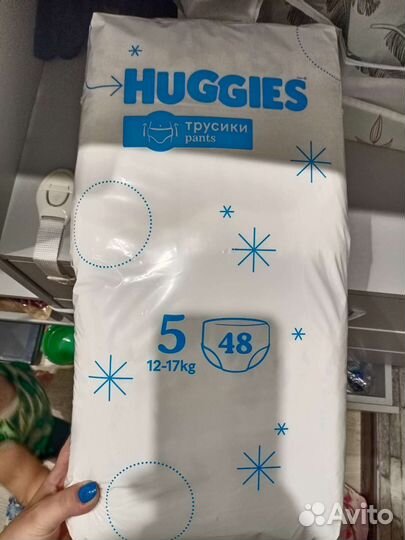 HUGGIES
трусики
pants
5
48
12-17kg
Avito